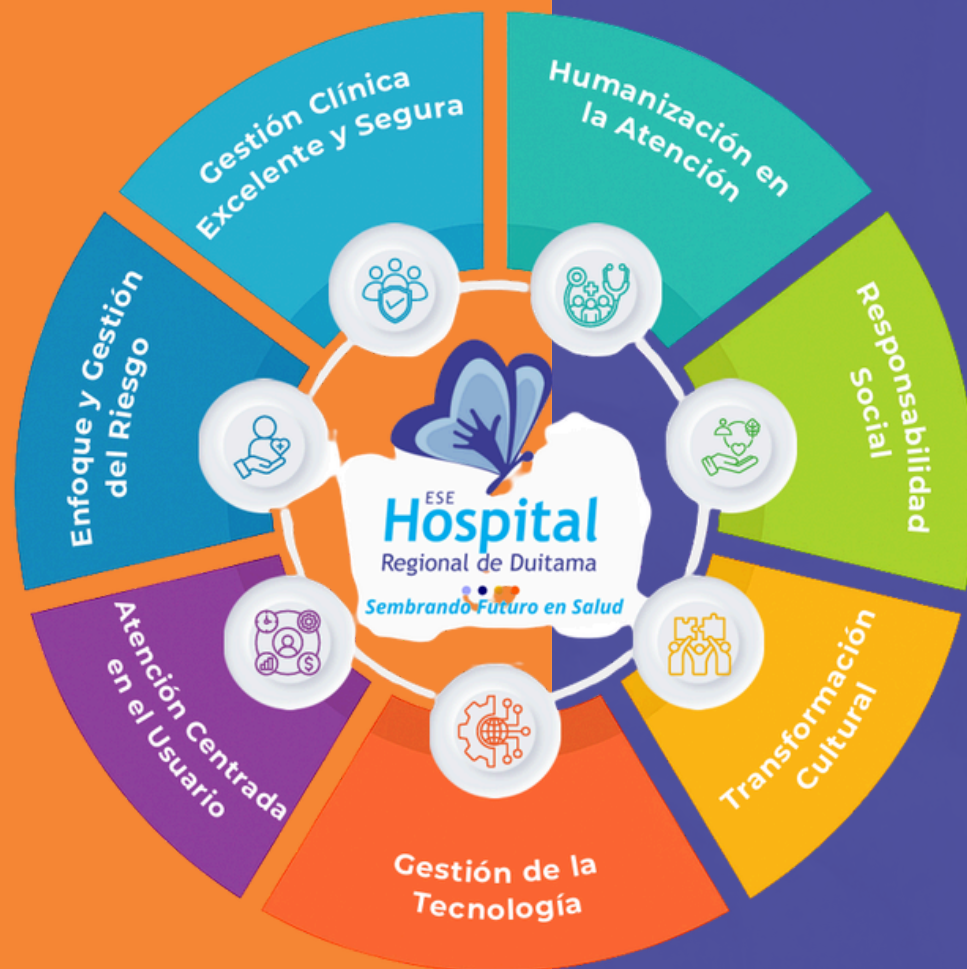 Gestión Clínica
Excelente y Segura
Humanización en
la Atención
Responsabilidad
Social
Transformación
Cultural
Gestión de la
Tecnología
Atención Centrada
en el Usuario
Enfoque y Gestión
del Riesgo
ESE
Hospital
Regional de Duitama
Sembrando Futuro en Salud
$